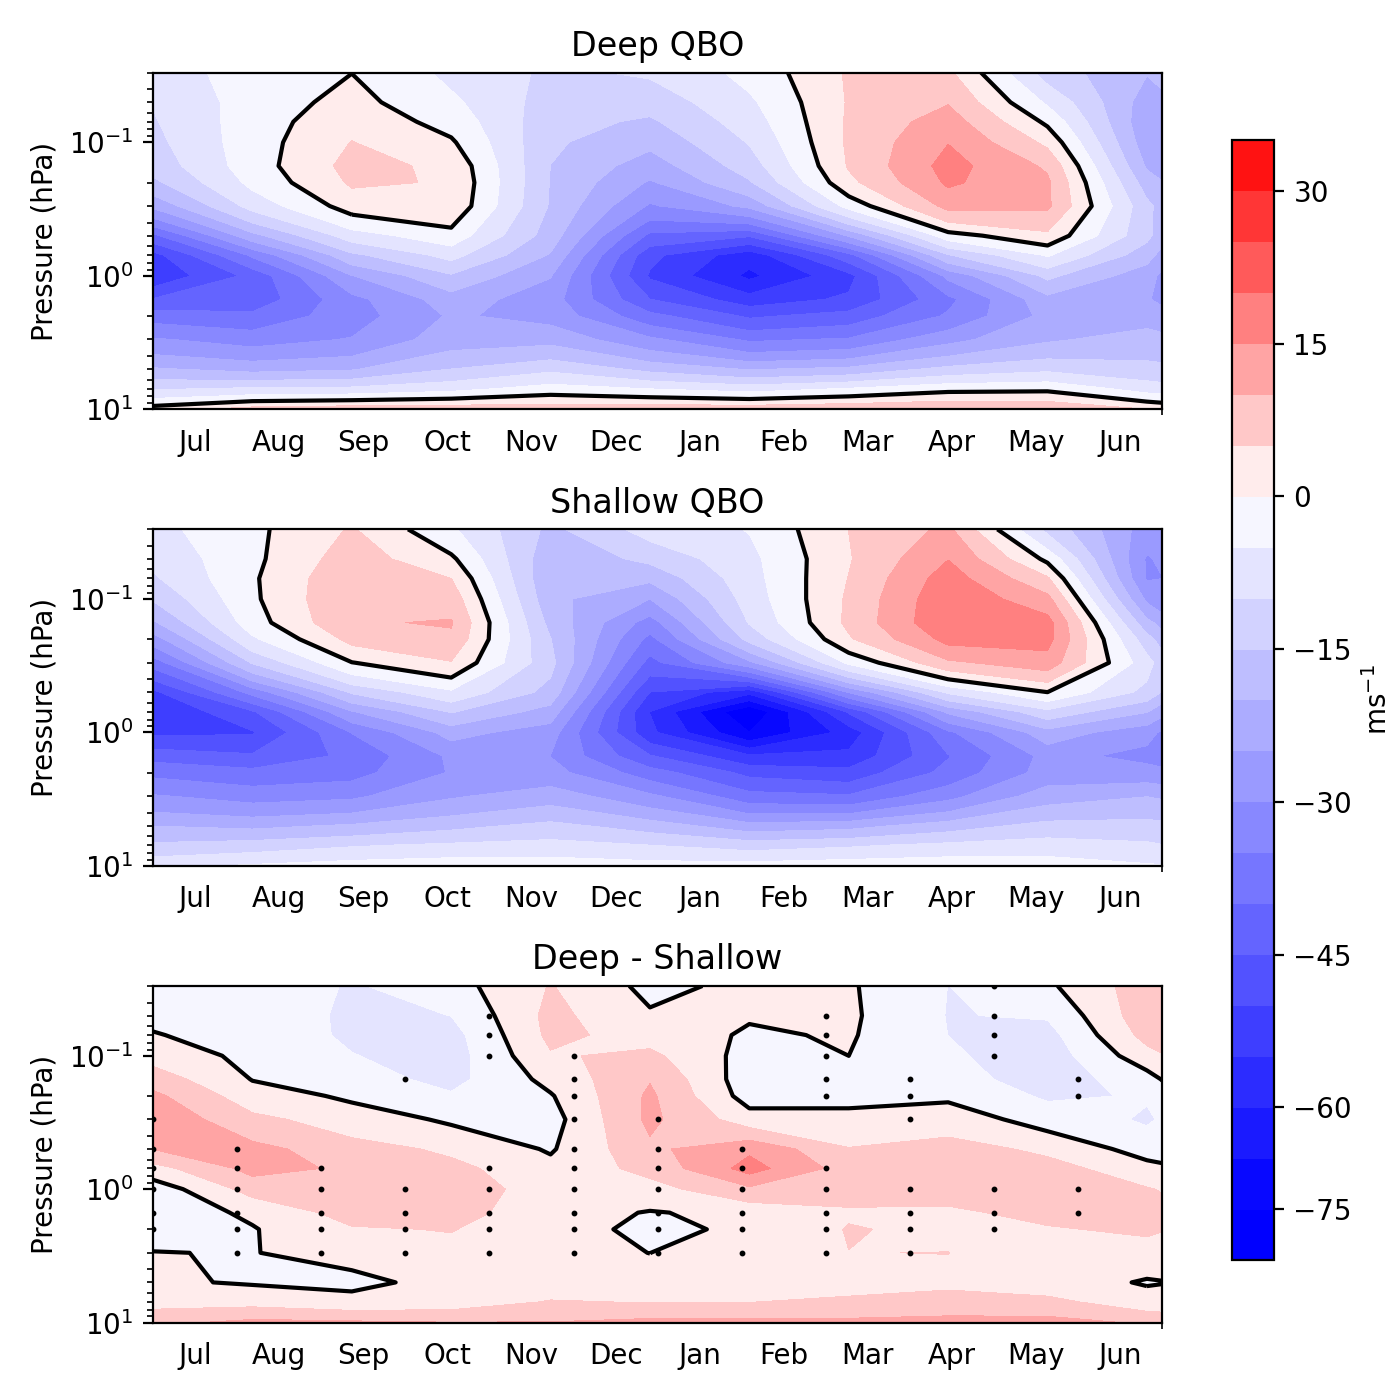 Deep QBO
Pressure (hPa)
10⁻¹
10⁰
10¹
Jul Aug Sep Oct Nov Dec Jan Feb Mar Apr May Jun
Shallow QBO
Pressure (hPa)
10⁻¹
10⁰
10¹
Jul Aug Sep Oct Nov Dec Jan Feb Mar Apr May Jun
Deep - Shallow
Pressure (hPa)
10⁻¹
10⁰
10¹
Jul Aug Sep Oct Nov Dec Jan Feb Mar Apr May Jun
30
15
0
−15
−30
−45
−60
−75
ms⁻¹